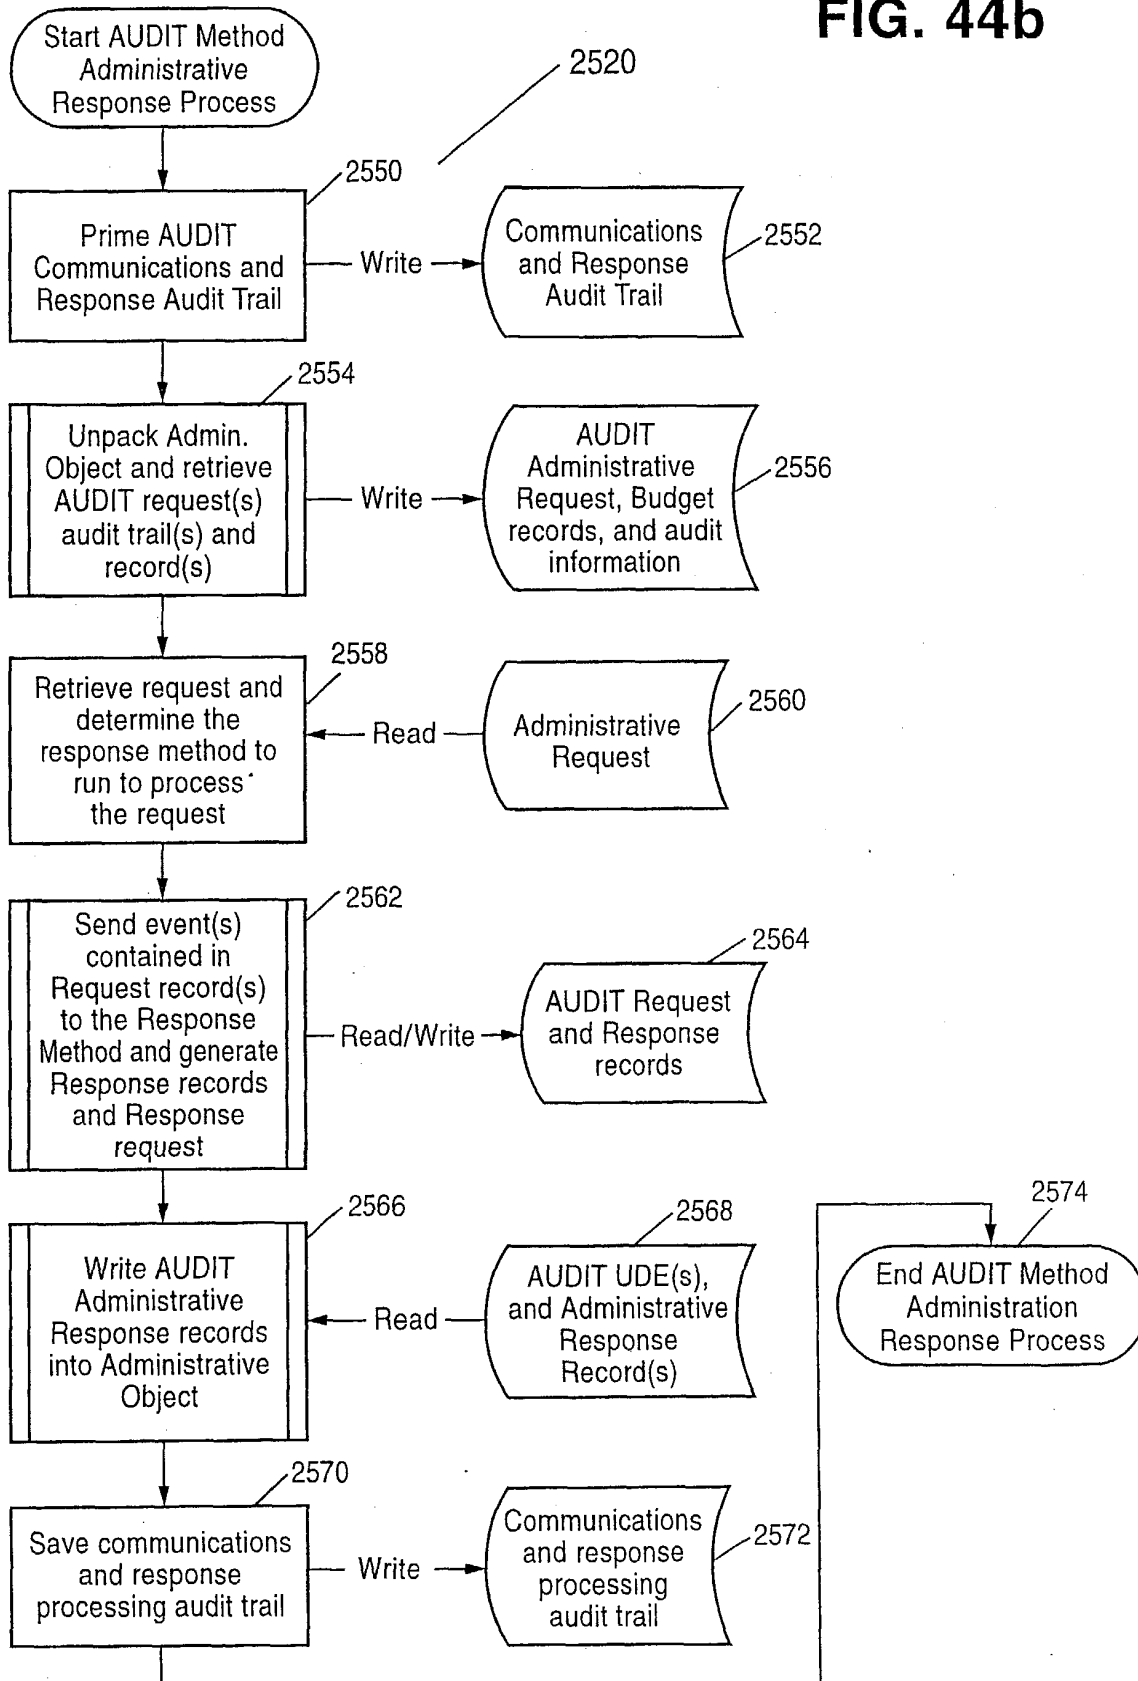 FIG. 44b
Start AUDIT Method
Administrative
Response Process
2520
2550
Prime AUDIT
Communications and
Response Audit Trail
Write
Communications
and Response
Audit Trail
2552
2554
Unpack Admin.
Object and retrieve
AUDIT request(s)
audit trail(s) and
record(s)
Write
AUDIT
Administrative
Request, Budget
records, and audit
information
2556
2558
Retrieve request and
determine the
response method to
run to process
the request
Read
Administrative
Request
2560
2562
Send event(s)
contained in
Request record(s)
to the Response
Method and generate
Response records
and Response
request
Read/Write
2564
AUDIT Request
and Response
records
2566
Write AUDIT
Administrative
Response records
into Administrative
Object
Read
2568
AUDIT UDE(s),
and Administrative
Response
Record(s)
2570
Save communications
and response
processing audit trail
Write
Communications
and response
processing
audit trail
2572
2574
End AUDIT Method
Administration
Response Process